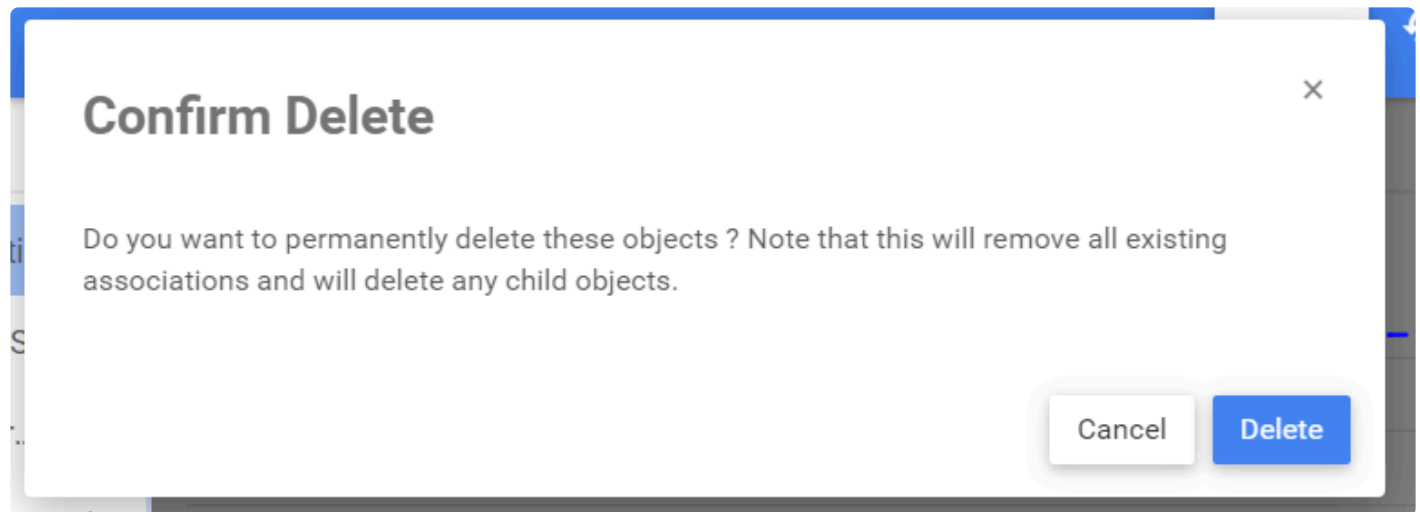 Confirm Delete
×
Do you want to permanently delete these objects ? Note that this will remove all existing
associations and will delete any child objects.
Cancel
Delete